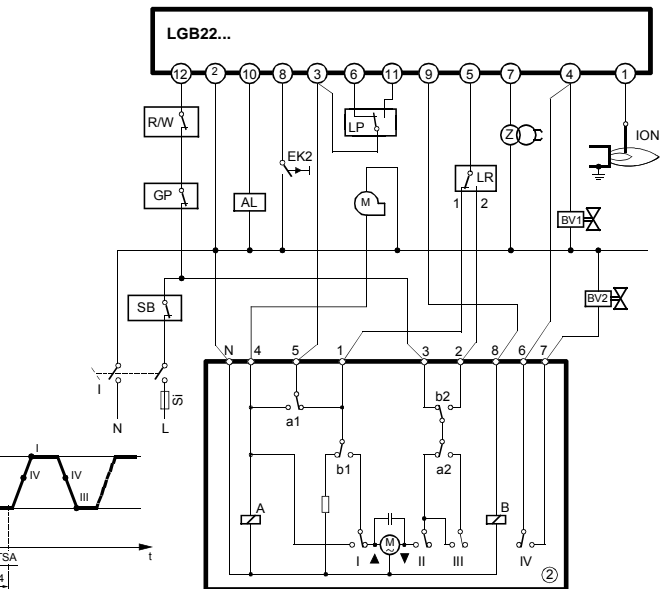 LGB22...
12 2 10 8 3 6 11 9 5 7 4 1
R/W
LP
Z
ION
EK2
LR
GP
AL
M
1 2
BV1
SB
BV2
I
Si
N L
N 4 5 1 3 2 8 6 7
b2
a1
b1 a2
A B
M
~
I II III IV
2
I
IV IV
III
TSA
t
4